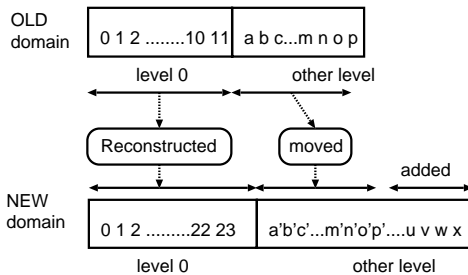 OLD
domain
0 1 2 ........10 11 a b c...m n o p
level 0 other level
Reconstructed moved
added
NEW
domain
0 1 2 .........22 23 a'b'c'...m'n'o'p'....u v w x
level 0 other level